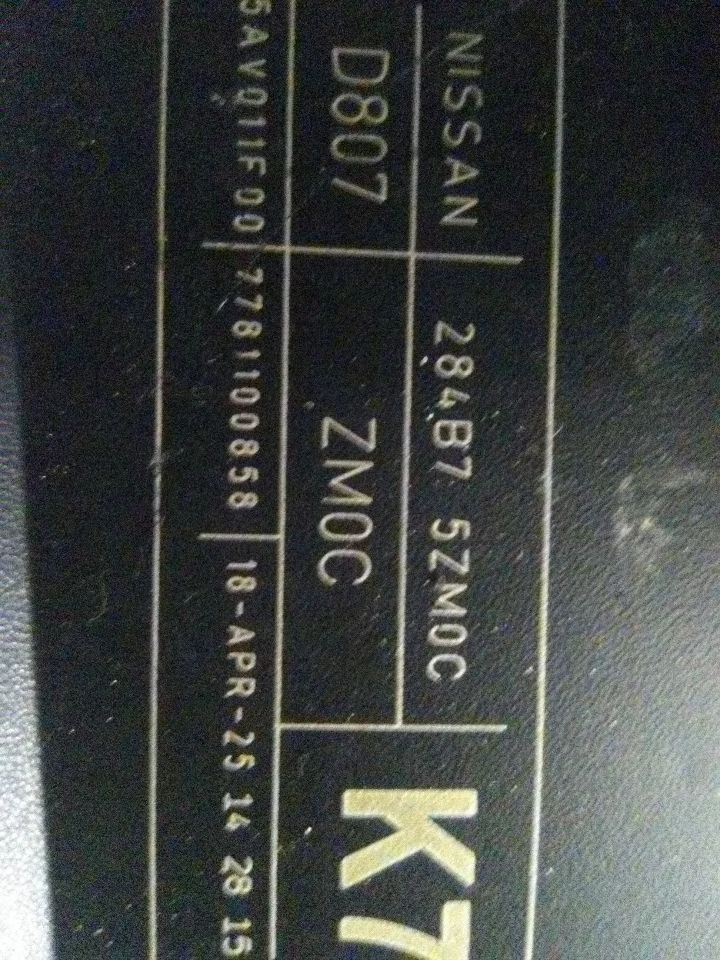 NISSAN 284B7 5ZM0C
D807 ZM0C K7
5AV011F00 7781100858 18-APR-25 14 28 15